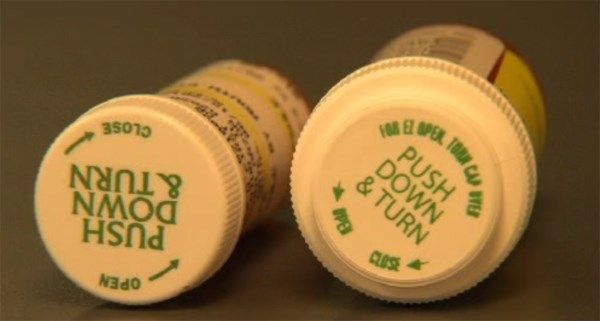 OPEN
PUSH
DOWN
& TURN
CLOSE
FOR EZ OPEN, TURN CAP OVER
PUSH
DOWN
& TURN
OPEN
CLOSE